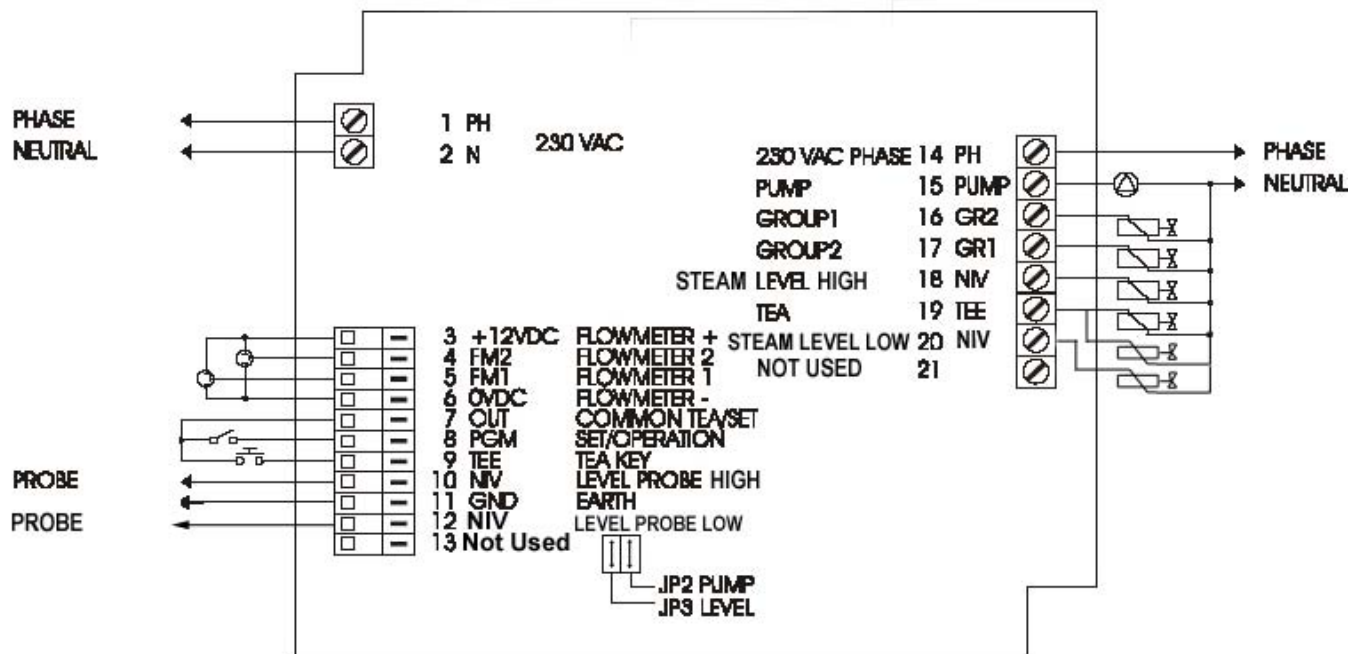 PHASE
NEUTRAL
1 PH
2 N
230 VAC
230 VAC PHASE 14 PH
PUMP 15 PUMP
GROUP1 16 GR2
GROUP2 17 GR1
STEAM LEVEL HIGH 18 NIV
TEA 19 TEE
STEAM LEVEL LOW 20 NIV
NOT USED 21
PHASE
NEUTRAL
3 +12VDC FLOWMETER +
4 FM2 FLOWMETER 2
5 FM1 FLOWMETER 1
6 0VDC FLOWMETER -
7 OUT COMMON TEA/SET
8 PGM SET/OPERATION
9 TEE TEA KEY
PROBE 10 NIV LEVEL PROBE HIGH
11 GND EARTH
PROBE 12 NIV LEVEL PROBE LOW
13 Not Used
JP2 PUMP
JP3 LEVEL